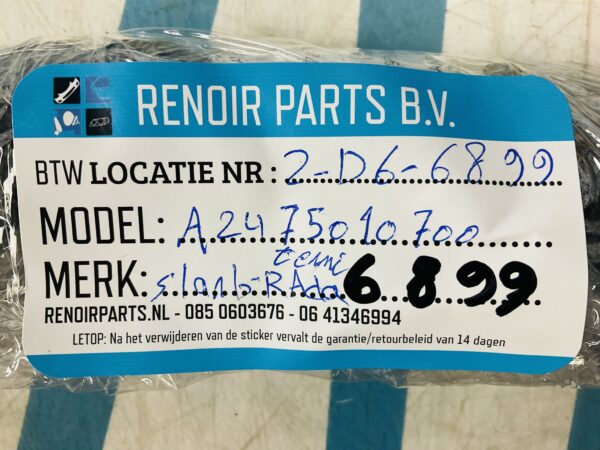 RENOIR PARTS B.V.
BTW LOCATIE NR : 2-D6-6899
MODEL: A2475010700
MERK: 6899
RENOIRPARTS.NL - 085 0603676 - 06 41346994
LETOP: Na het verwijderen van de sticker vervalt de garantie/retourbeleid van 14 dagen